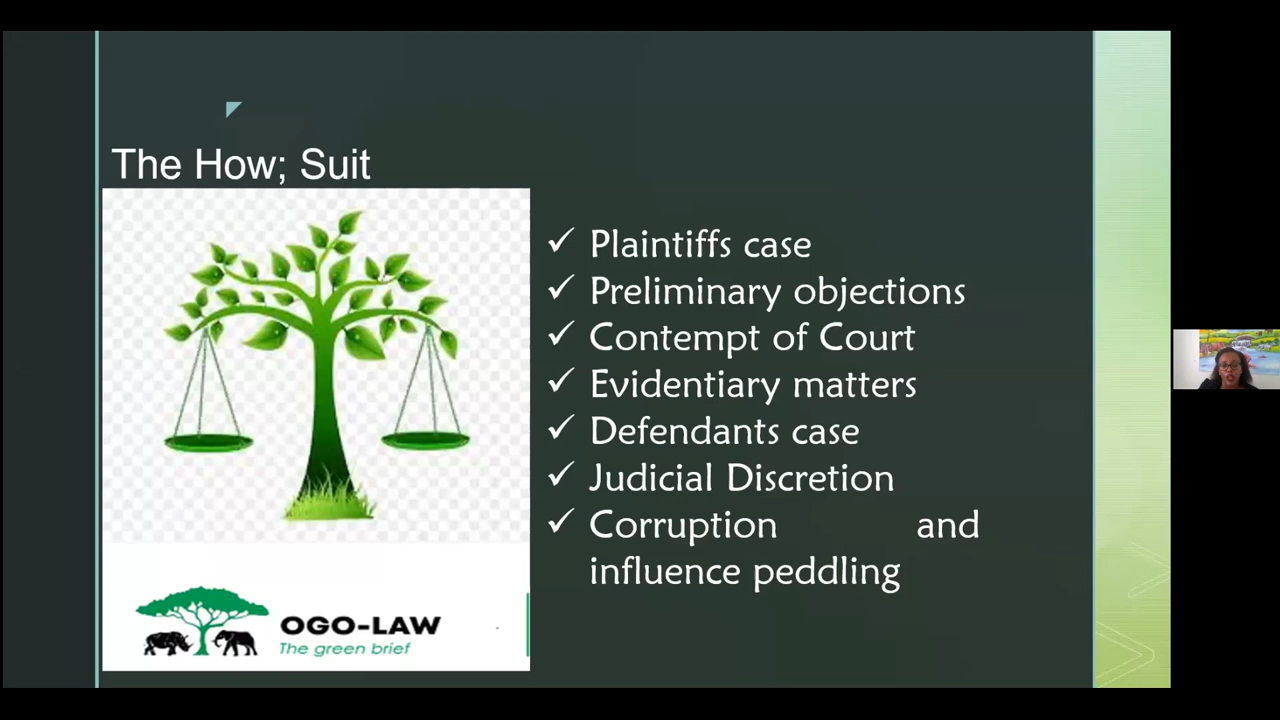 The How; Suit
✓ Plaintiffs case
✓ Preliminary objections
✓ Contempt of Court
✓ Evidentiary matters
✓ Defendants case
✓ Judicial Discretion
✓ Corruption and
influence peddling
OGO-LAW
The green brief